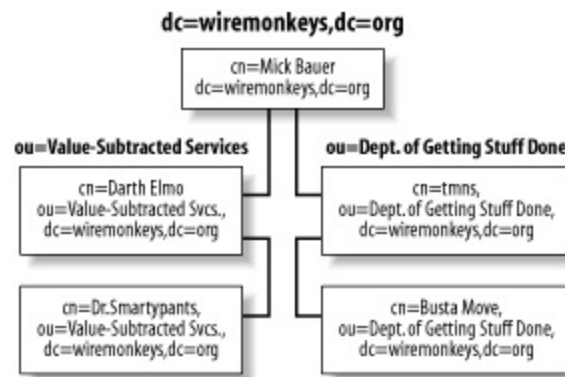 dc=wiremonkeys,dc=org
cn=Mick Bauer
dc=wiremonkeys,dc=org
ou=Value-Subtracted Services
cn=Darth Elmo
ou=Value-Subtracted Svcs.,
dc=wiremonkeys,dc=org
cn=Dr.Smartypants,
ou=Value-Subtracted Svcs.,
dc=wiremonkeys,dc=org
ou=Dept. of Getting Stuff Done
cn=tmns,
ou=Dept. of Getting Stuff Done,
dc=wiremonkeys,dc=org
cn=Busta Move,
ou=Dept. of Getting Stuff Done,
dc=wiremonkeys,dc=org